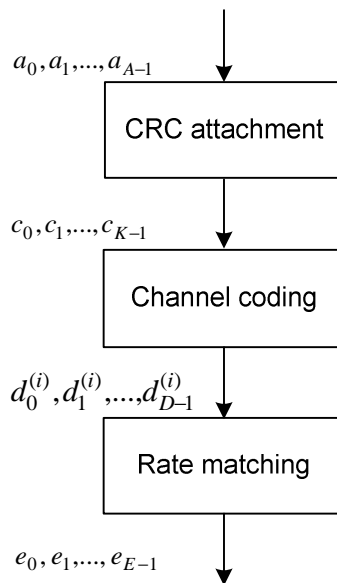 a_0, a_1,..., a_{A-1}
CRC attachment
c_0, c_1,..., c_{K-1}
Channel coding
d_0^{(i)}, d_1^{(i)},..., d_{D-1}^{(i)}
Rate matching
e_0, e_1,..., e_{E-1}